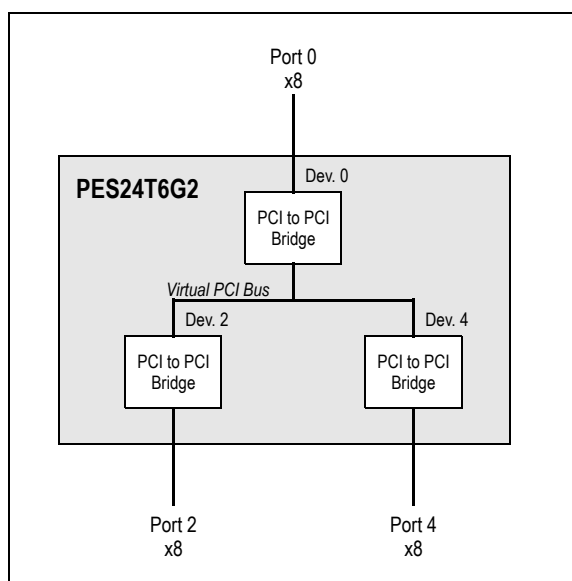 Port 0
x8
PES24T6G2
Dev. 0
PCI to PCI
Bridge
Virtual PCI Bus
Dev. 2
Dev. 4
PCI to PCI
Bridge
PCI to PCI
Bridge
Port 2
x8
Port 4
x8